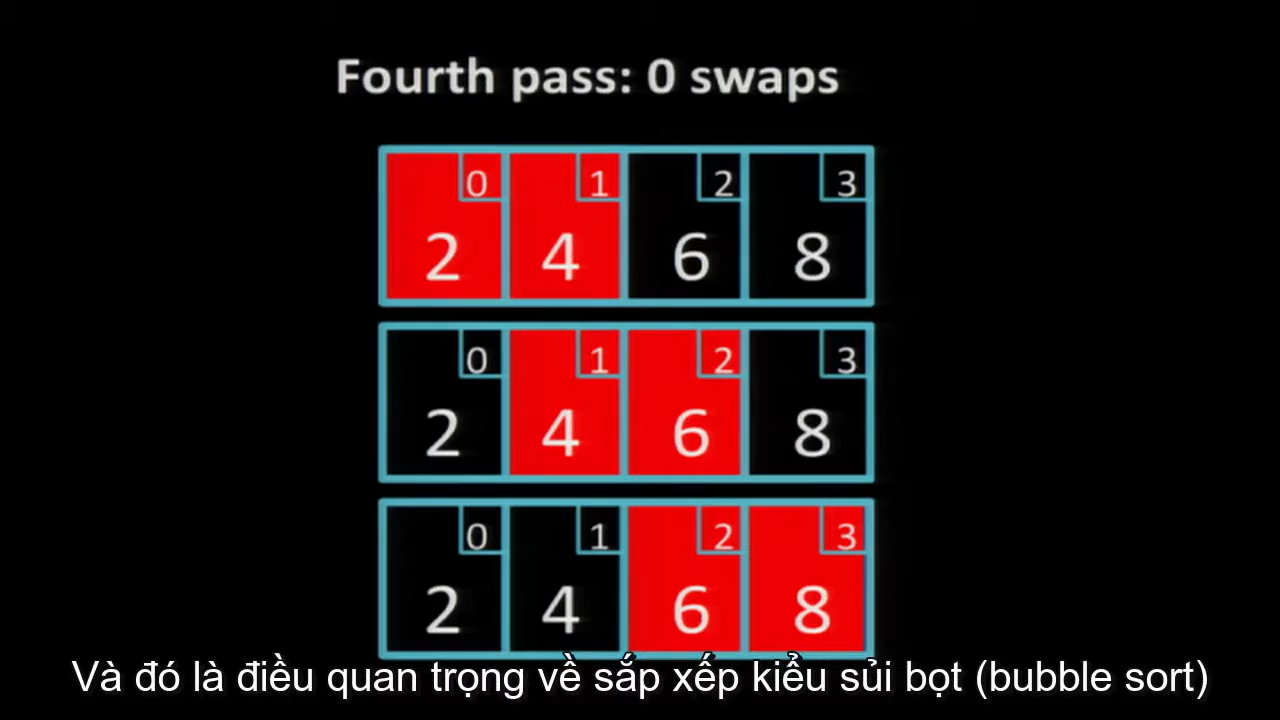 Fourth pass: 0 swaps
0 1 2 3
2 4 6 8
0 1 2 3
2 4 6 8
0 1 2 3
2 4 6 8
Và đó là điều quan trọng về sắp xếp kiểu sủi bọt (bubble sort)